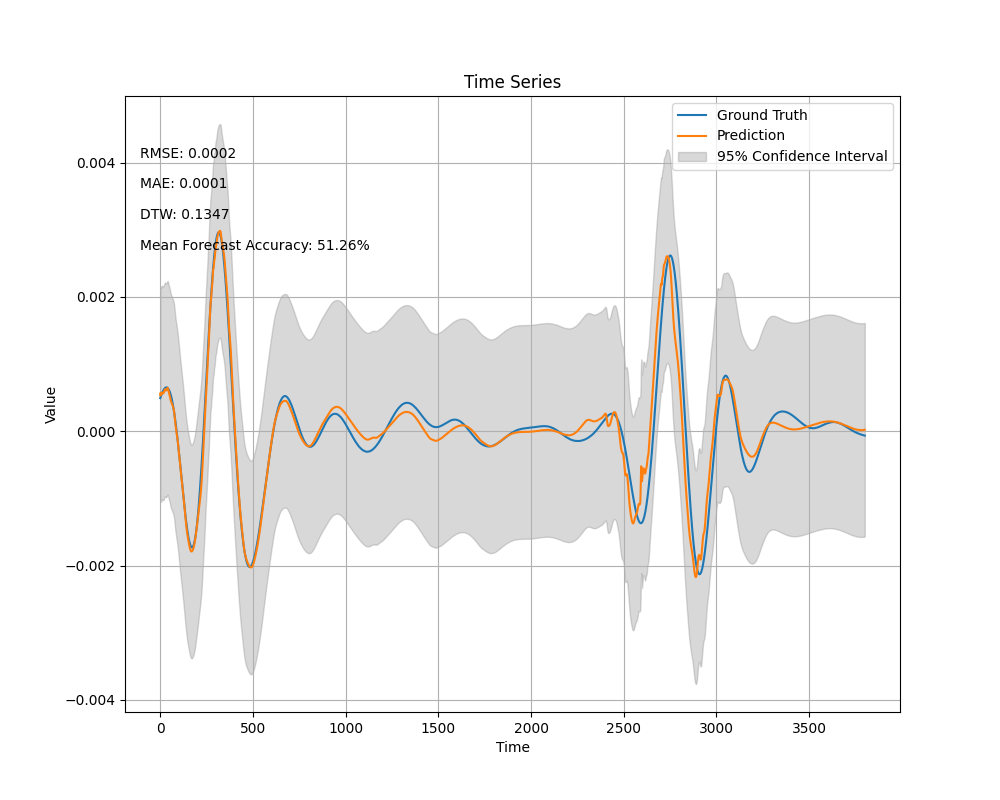 Time Series
Ground Truth
Prediction
95% Confidence Interval
RMSE: 0.0002
MAE: 0.0001
DTW: 0.1347
Mean Forecast Accuracy: 51.26%
Value
0.004
0.002
0.000
−0.002
−0.004
0 500 1000 1500 2000 2500 3000 3500
Time